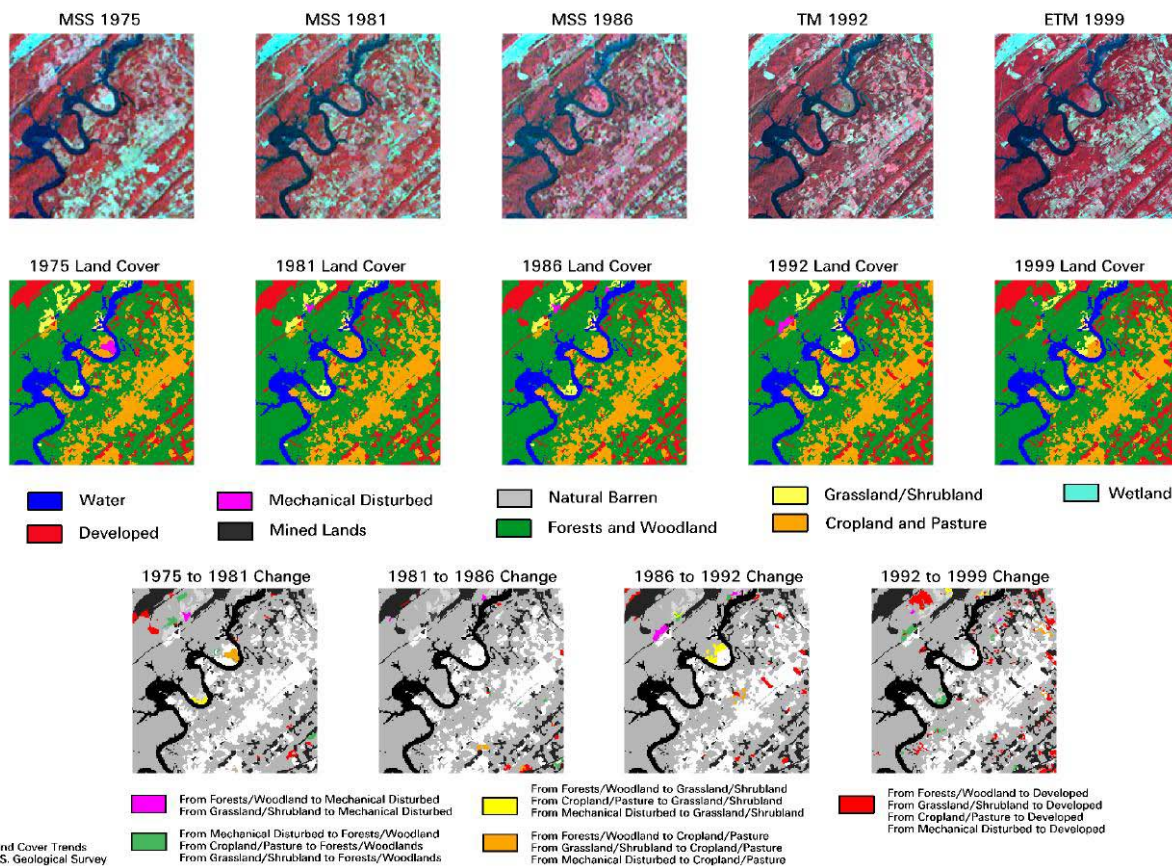 MSS 1975
MSS 1981
MSS 1986
TM 1992
ETM 1999
1975 Land Cover
1981 Land Cover
1986 Land Cover
1992 Land Cover
1999 Land Cover
Water
Mechanical Disturbed
Natural Barren
Grassland/Shrubland
Wetland
Developed
Mined Lands
Forests and Woodland
Cropland and Pasture
1975 to 1981 Change
1981 to 1986 Change
1986 to 1992 Change
1992 to 1999 Change
From Forests/Woodland to Mechanical Disturbed
From Grassland/Shrubland to Mechanical Disturbed
From Mechanical Disturbed to Forests/Woodland
From Cropland/Pasture to Forests/Woodlands
From Grassland/Shrubland to Forests/Woodlands
From Forests/Woodland to Grassland/Shrubland
From Cropland/Pasture to Grassland/Shrubland
From Mechanical Disturbed to Grassland/Shrubland
From Forests/Woodland to Cropland/Pasture
From Grassland/Shrubland to Cropland/Pasture
From Mechanical Disturbed to Cropland/Pasture
From Forests/Woodland to Developed
From Grassland/Shrubland to Developed
From Cropland/Pasture to Developed
From Mechanical Disturbed to Developed
nd Cover Trends
S. Geological Survey